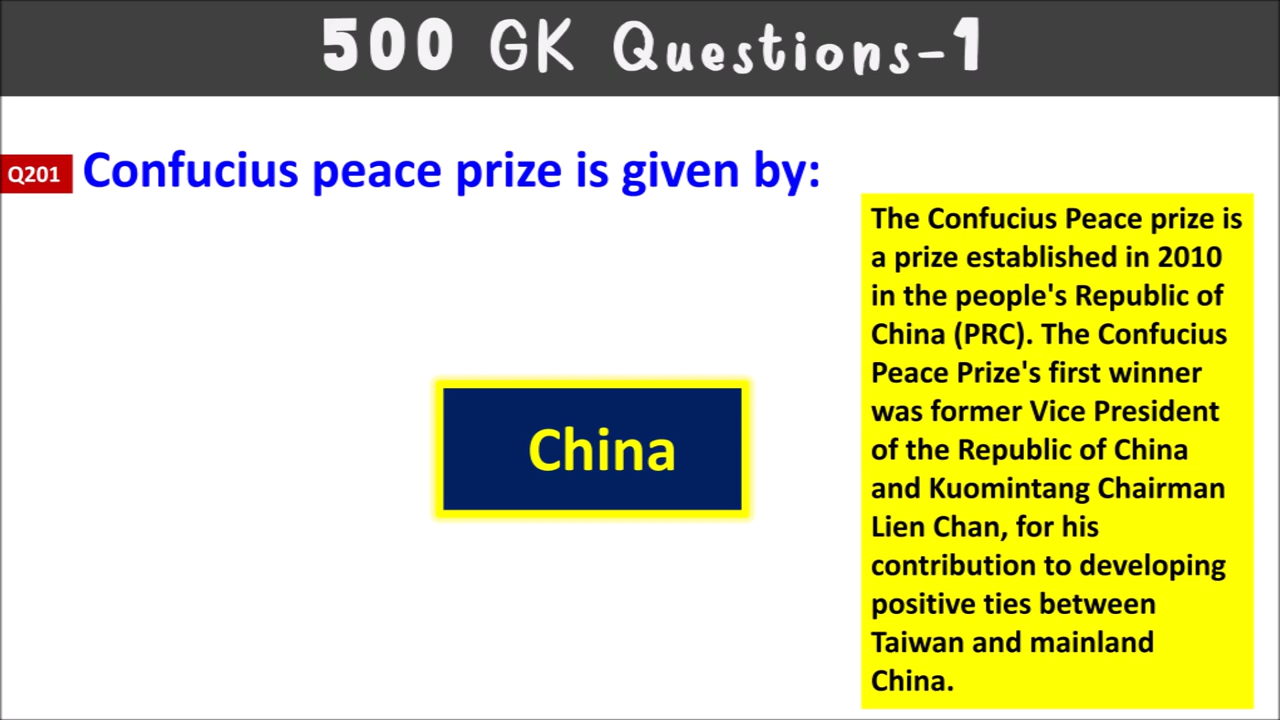 500 GK Questions-1
Q201 Confucius peace prize is given by:
The Confucius Peace prize is
a prize established in 2010
in the people's Republic of
China (PRC). The Confucius
Peace Prize's first winner
was former Vice President
of the Republic of China
and Kuomintang Chairman
Lien Chan, for his
contribution to developing
positive ties between
Taiwan and mainland
China.
China